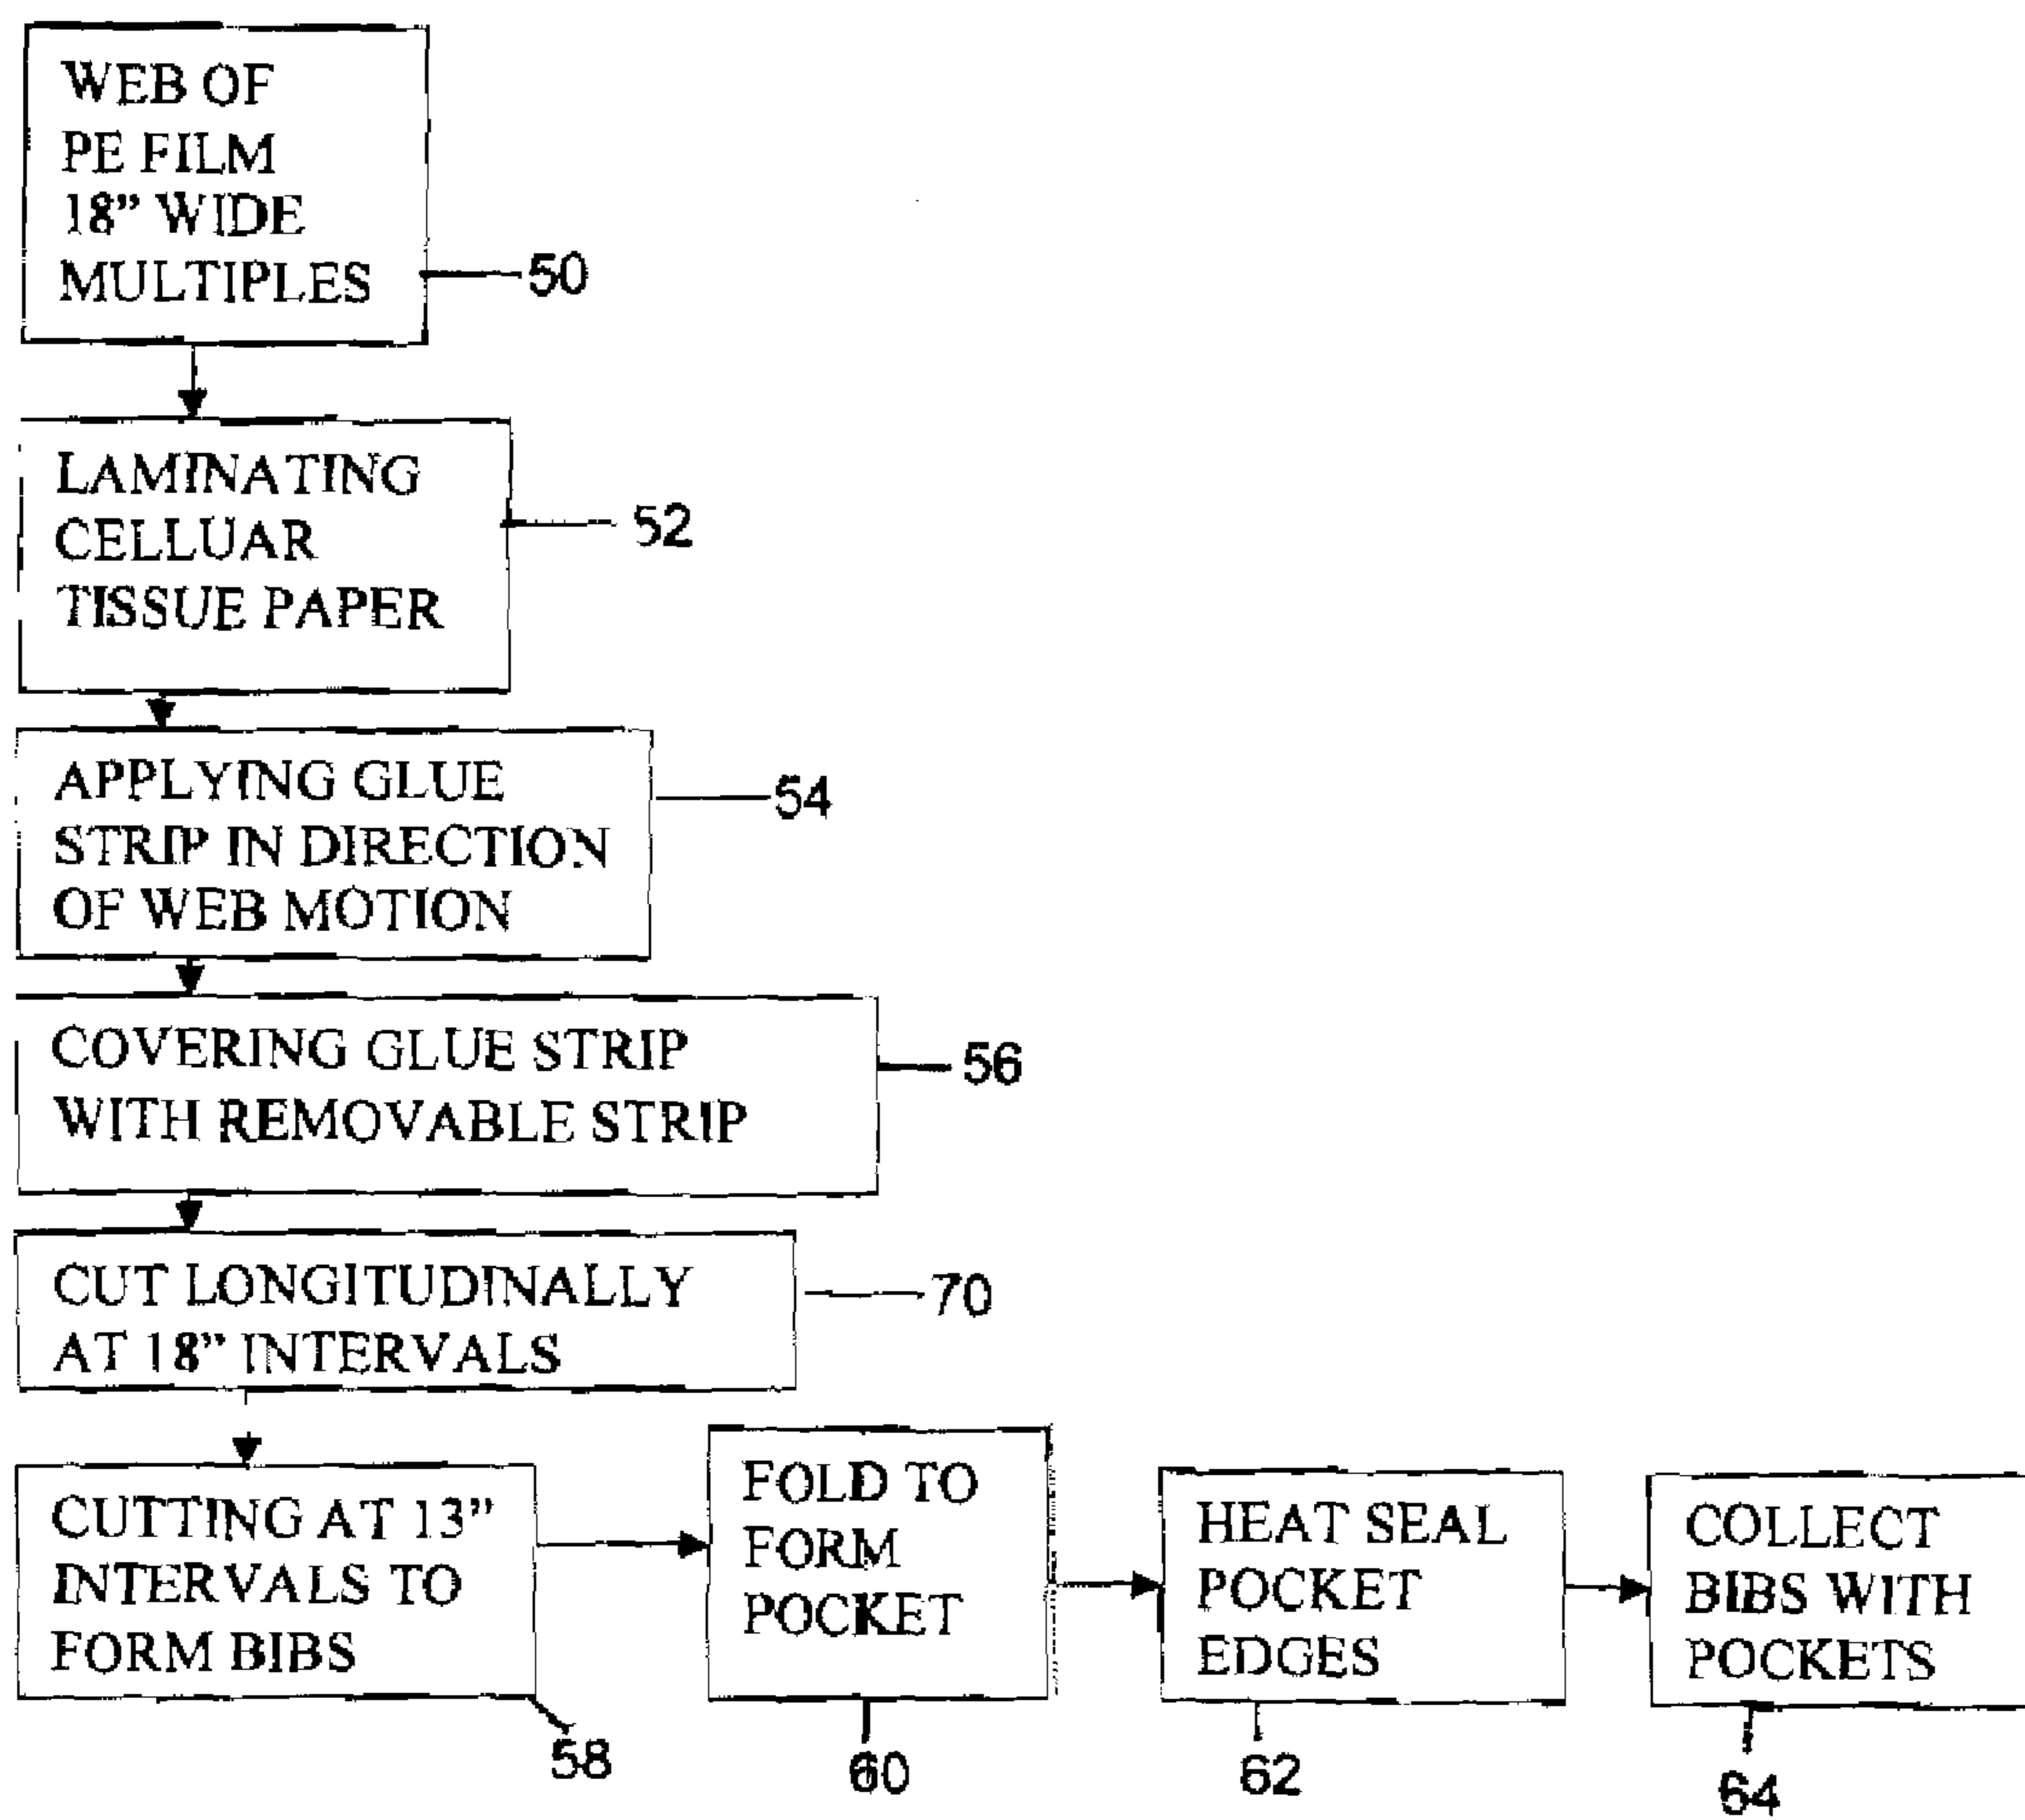 WEB OF
PE FILM
18” WIDE
MULTIPLES
50
LAMINATING
CELLUAR
TISSUE PAPER
52
APPLYING GLUE
STRIP IN DIRECTION
OF WEB MOTION
54
COVERING GLUE STRIP
WITH REMOVABLE STRIP
56
CUT LONGITUDINALLY
AT 18” INTERVALS
70
CUTTING AT 13”
INTERVALS TO
FORM BIBS
58
FOLD TO
FORM
POCKET
60
HEAT SEAL
POCKET
EDGES
62
COLLECT
BIBS WITH
POCKETS
64